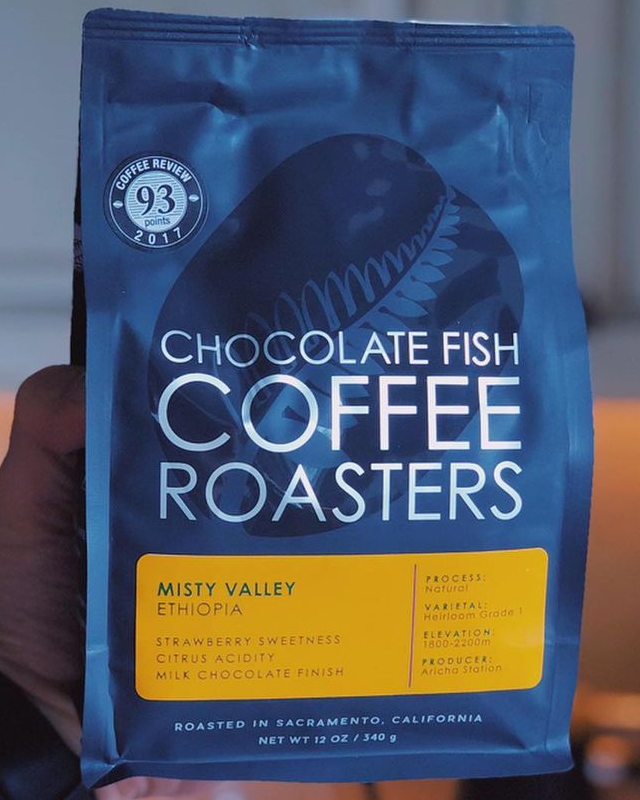 COFFEE REVIEW
93
points
2017
CHOCOLATE FISH
COFFEE
ROASTERS
MISTY VALLEY
ETHIOPIA
STRAWBERRY SWEETNESS
CITRUS ACIDITY
MILK CHOCOLATE FINISH
PROCESS:
Natural
VARIETAL:
Heirloom Grade 1
ELEVATION:
1800-2200m
PRODUCER:
Aricha Station
ROASTED IN SACRAMENTO, CALIFORNIA
NET WT 12 OZ / 340 g